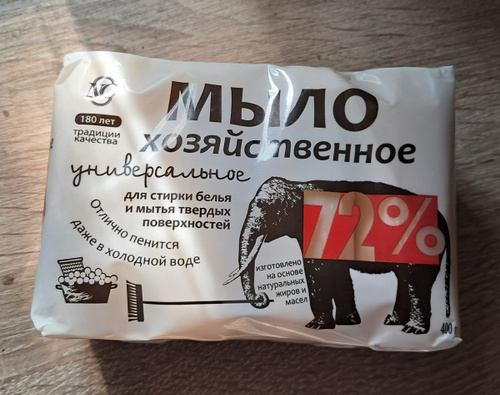 МЫЛО
хозяйственное
универсальное
180 лет
традиции
качества
для стирки белья
и мытья твердых
поверхностей
Отлично пенится
даже в холодной воде
72%
изготовлено
на основе
натуральных
жиров и
масел
400 г